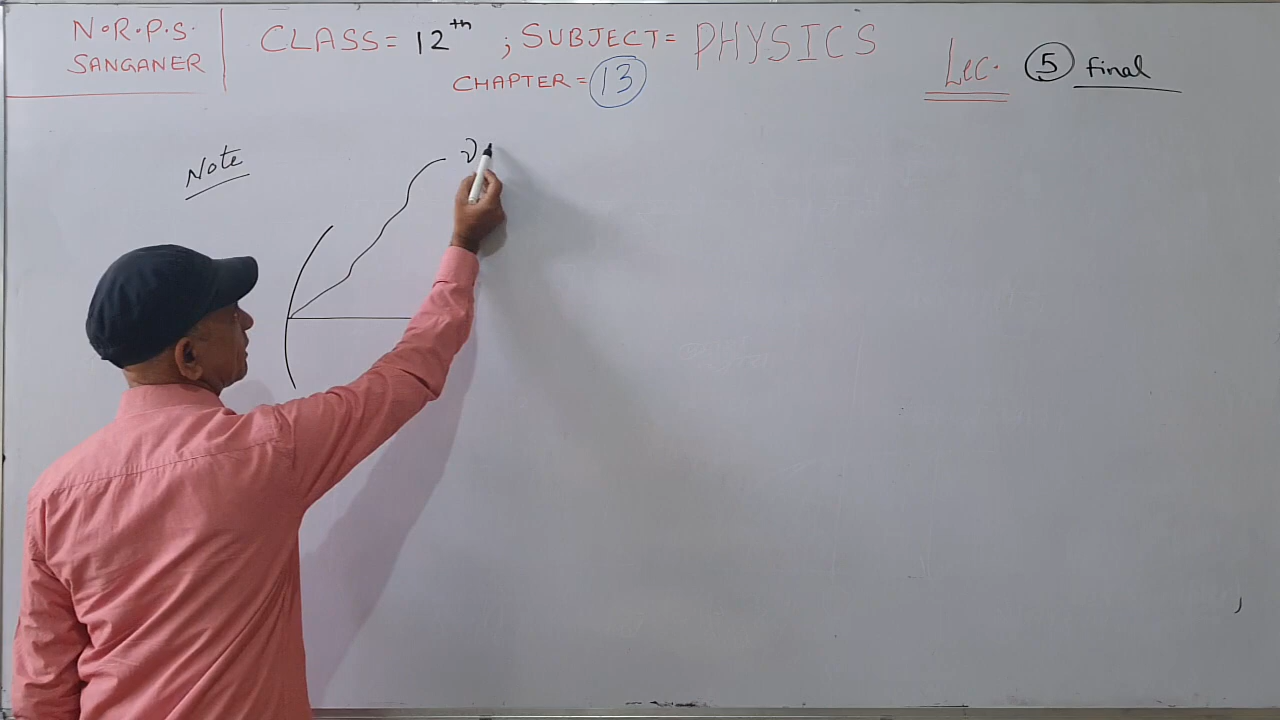 N.R.P.S.
SANGANER
CLASS = 12th ; SUBJECT = PHYSICS
CHAPTER = 13
Lec. 5 final
Note